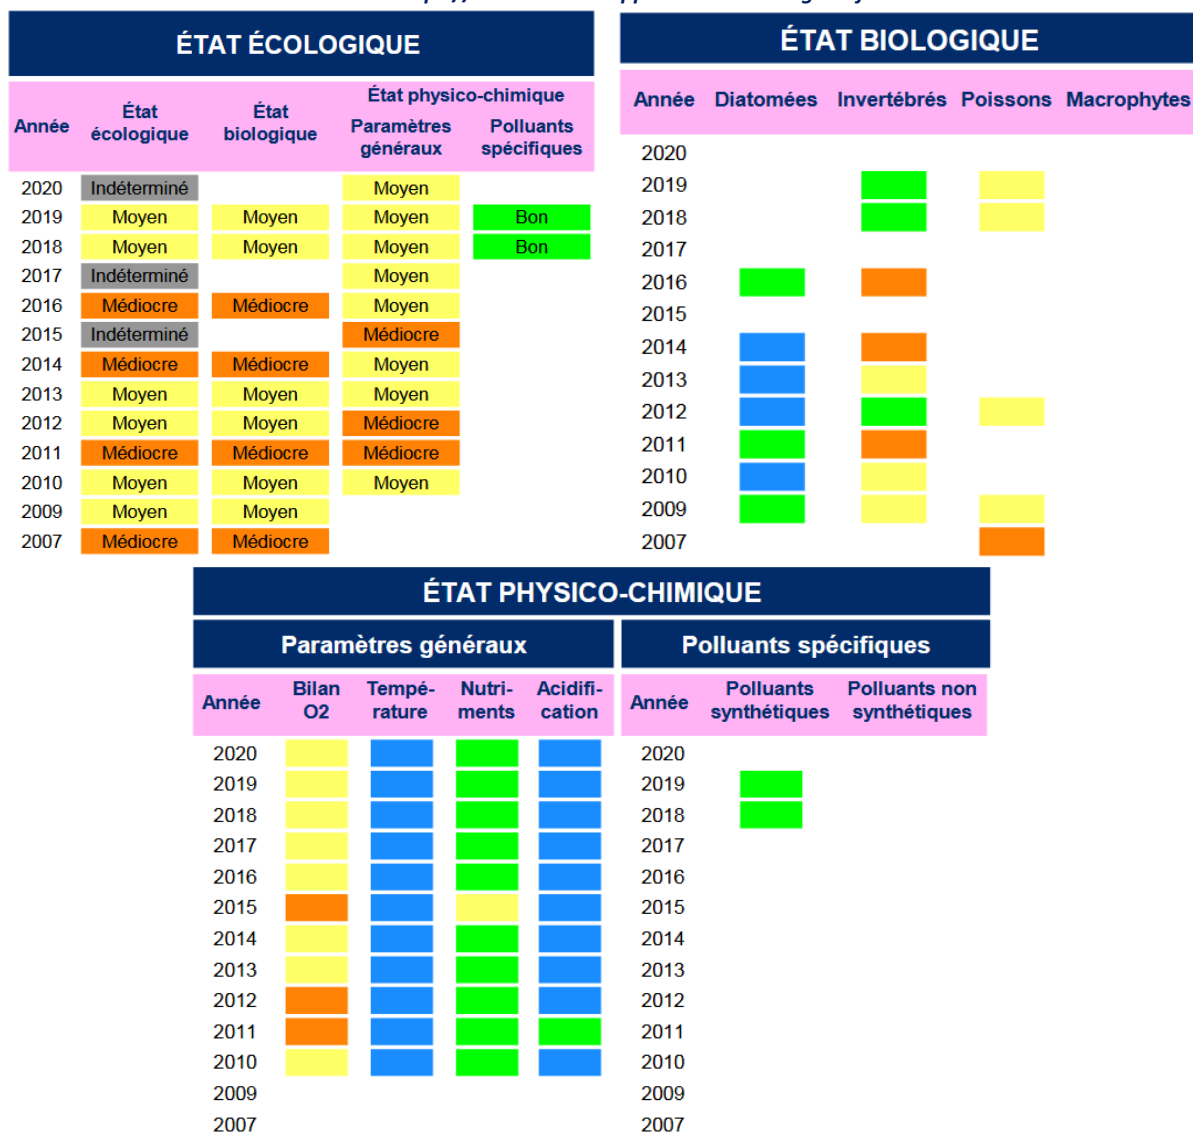 ÉTAT ÉCOLOGIQUE
Année État écologique État biologique État physico-chimique Paramètres généraux Polluants spécifiques
2020 Indéterminé Moyen
2019 Moyen Moyen Moyen Bon
2018 Moyen Moyen Moyen Bon
2017 Indéterminé Moyen
2016 Médiocre Médiocre Moyen
2015 Indéterminé Médiocre
2014 Médiocre Médiocre Moyen
2013 Moyen Moyen Moyen
2012 Moyen Moyen Médiocre
2011 Médiocre Médiocre Médiocre
2010 Moyen Moyen Moyen
2009 Moyen Moyen
2007 Médiocre Médiocre
ÉTAT BIOLOGIQUE
Année Diatomées Invertébrés Poissons Macrophytes
2020
2019
2018
2017
2016
2015
2014
2013
2012
2011
2010
2009
2007
ÉTAT PHYSICO-CHIMIQUE
Paramètres généraux
Année Bilan O2 Tempé-rature Nutri-ments Acidifi-cation
2020
2019
2018
2017
2016
2015
2014
2013
2012
2011
2010
2009
2007
Polluants spécifiques
Année Polluants synthétiques Polluants non synthétiques
2020
2019
2018
2017
2016
2015
2014
2013
2012
2011
2010
2009
2007